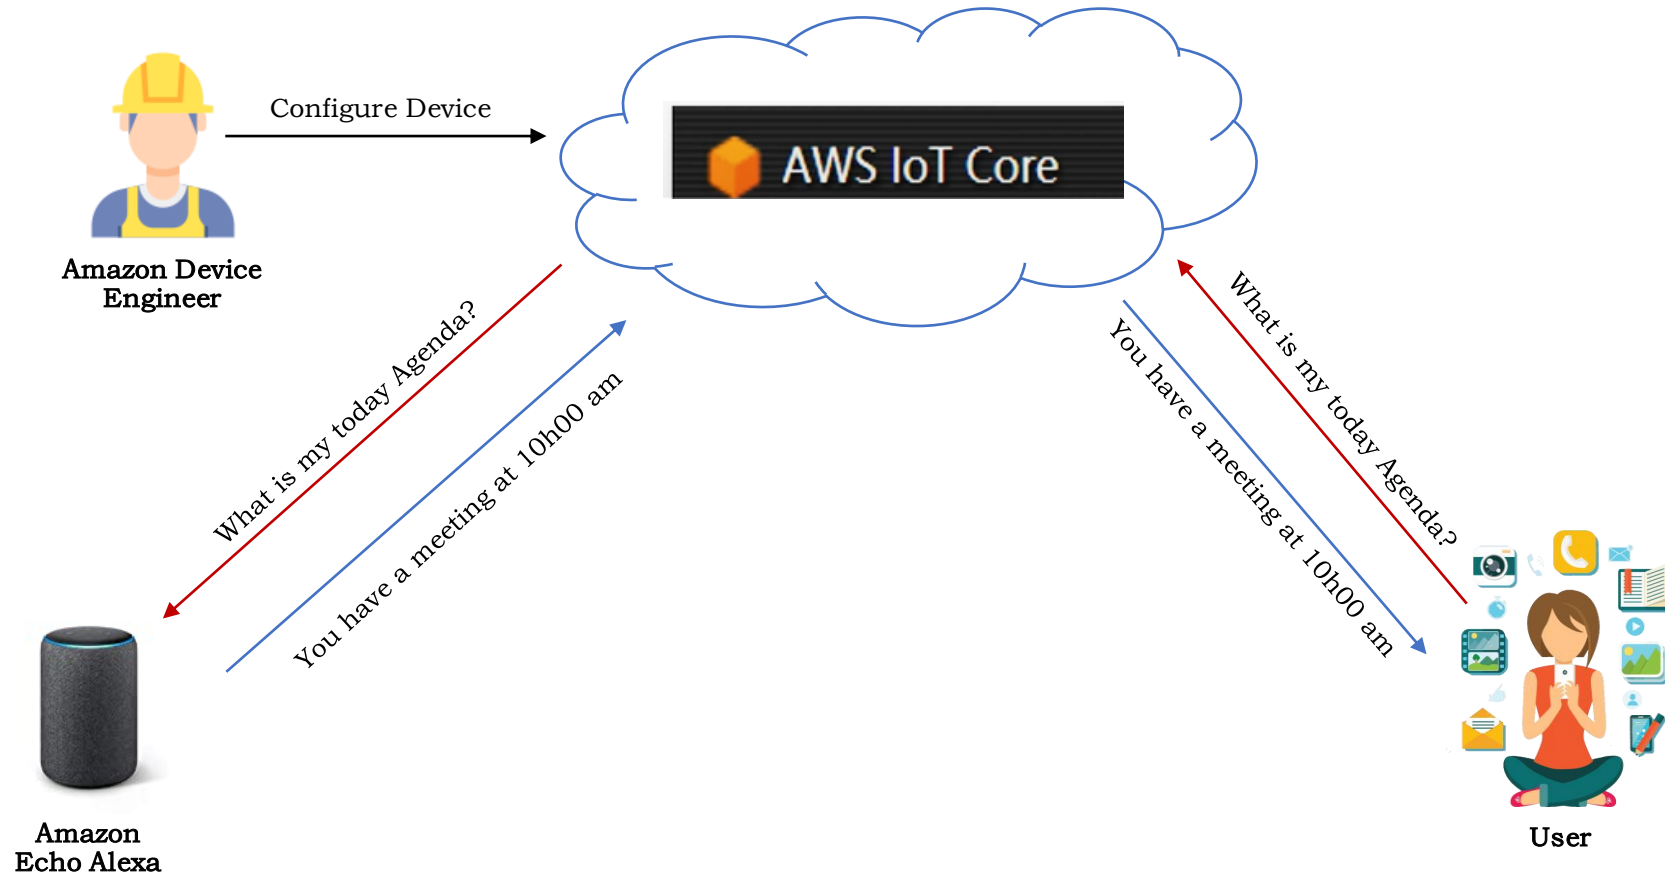 Configure Device
AWS IoT Core
Amazon Device
Engineer
What is my today Agenda?
You have a meeting at 10h00 am
You have a meeting at 10h00 am
What is my today Agenda?
Amazon
Echo Alexa
User